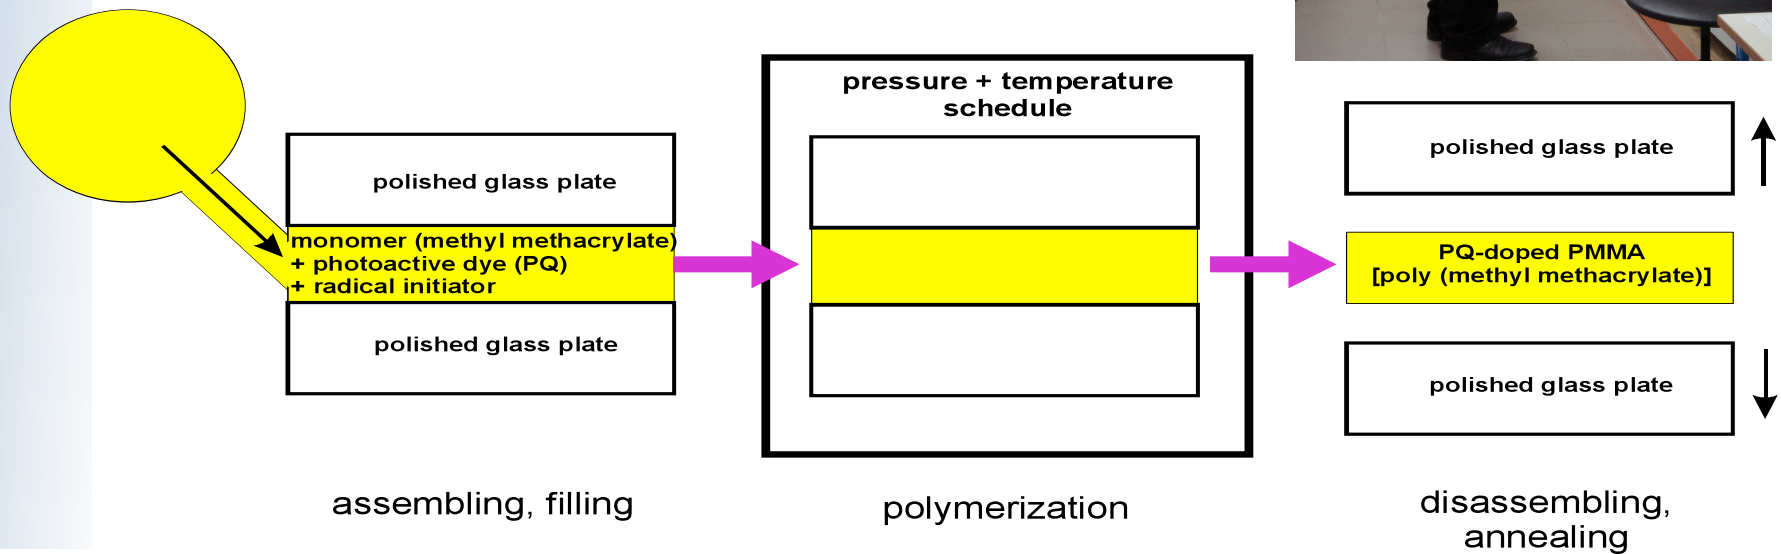 polished glass plate
monomer (methyl methacrylate)
+ photoactive dye (PQ)
+ radical initiator
polished glass plate
assembling, filling
pressure + temperature
schedule
polymerization
polished glass plate
PQ-doped PMMA
[poly (methyl methacrylate)]
polished glass plate
disassembling,
annealing